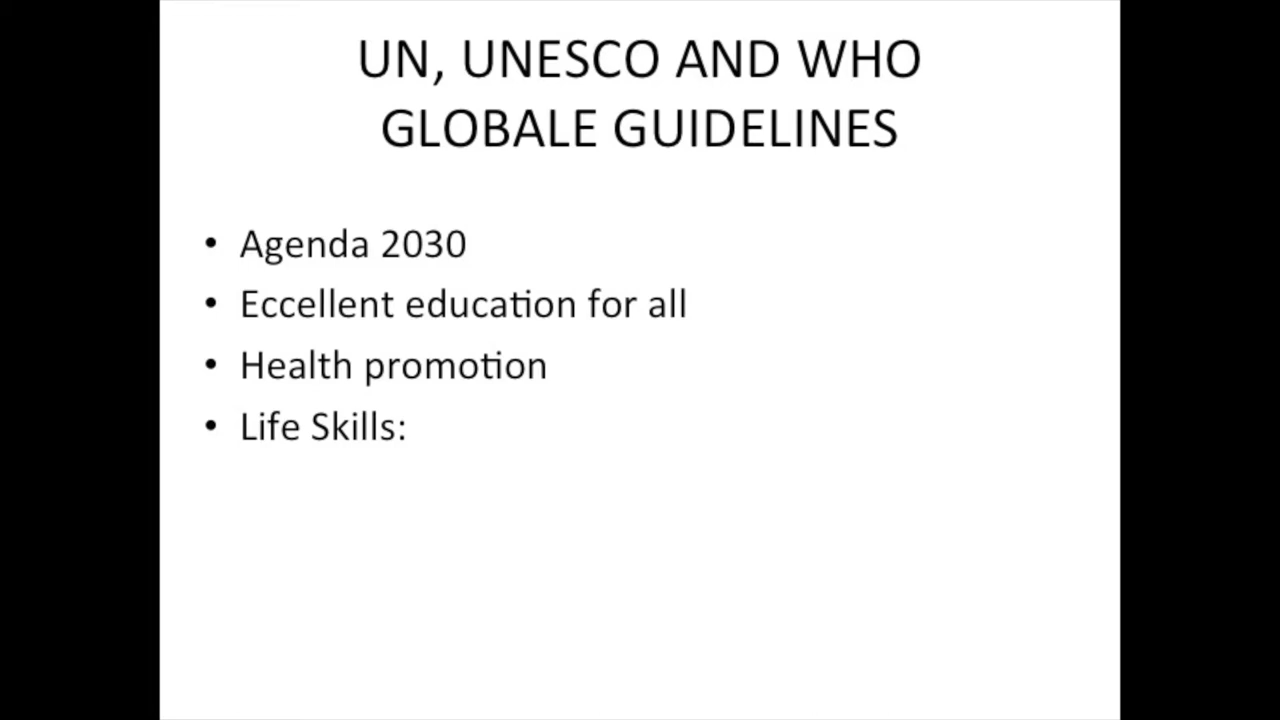 UN, UNESCO AND WHO
GLOBALE GUIDELINES
• Agenda 2030
• Eccellent education for all
• Health promotion
• Life Skills: